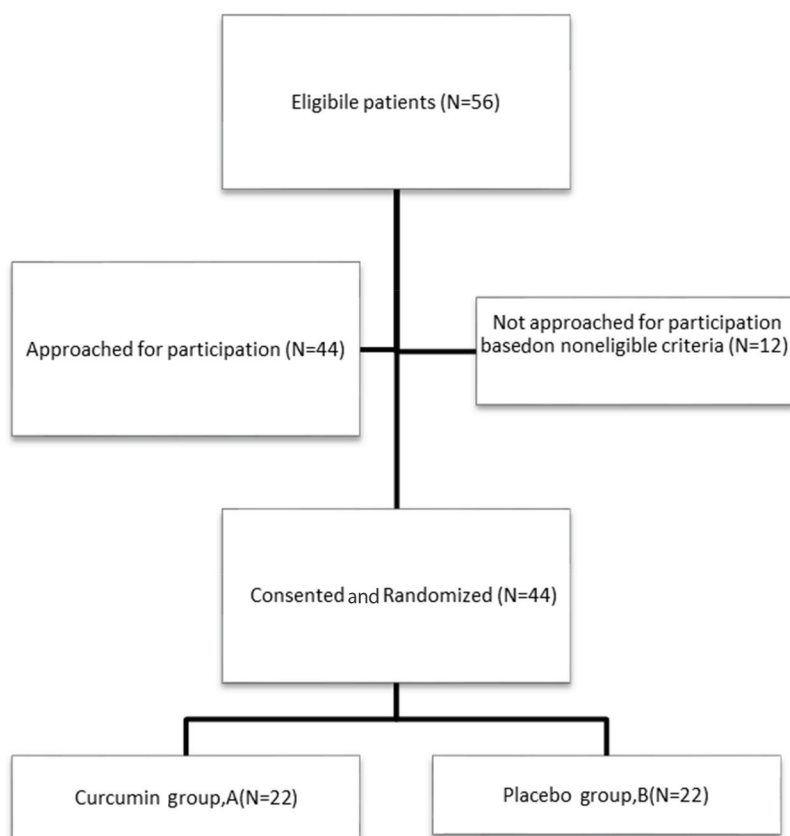 Eligibile patients (N=56)
Approached for participation (N=44)
Not approached for participation
basedon noneligible criteria (N=12)
Consented and Randomized (N=44)
Curcumin group,A(N=22)
Placebo group,B(N=22)